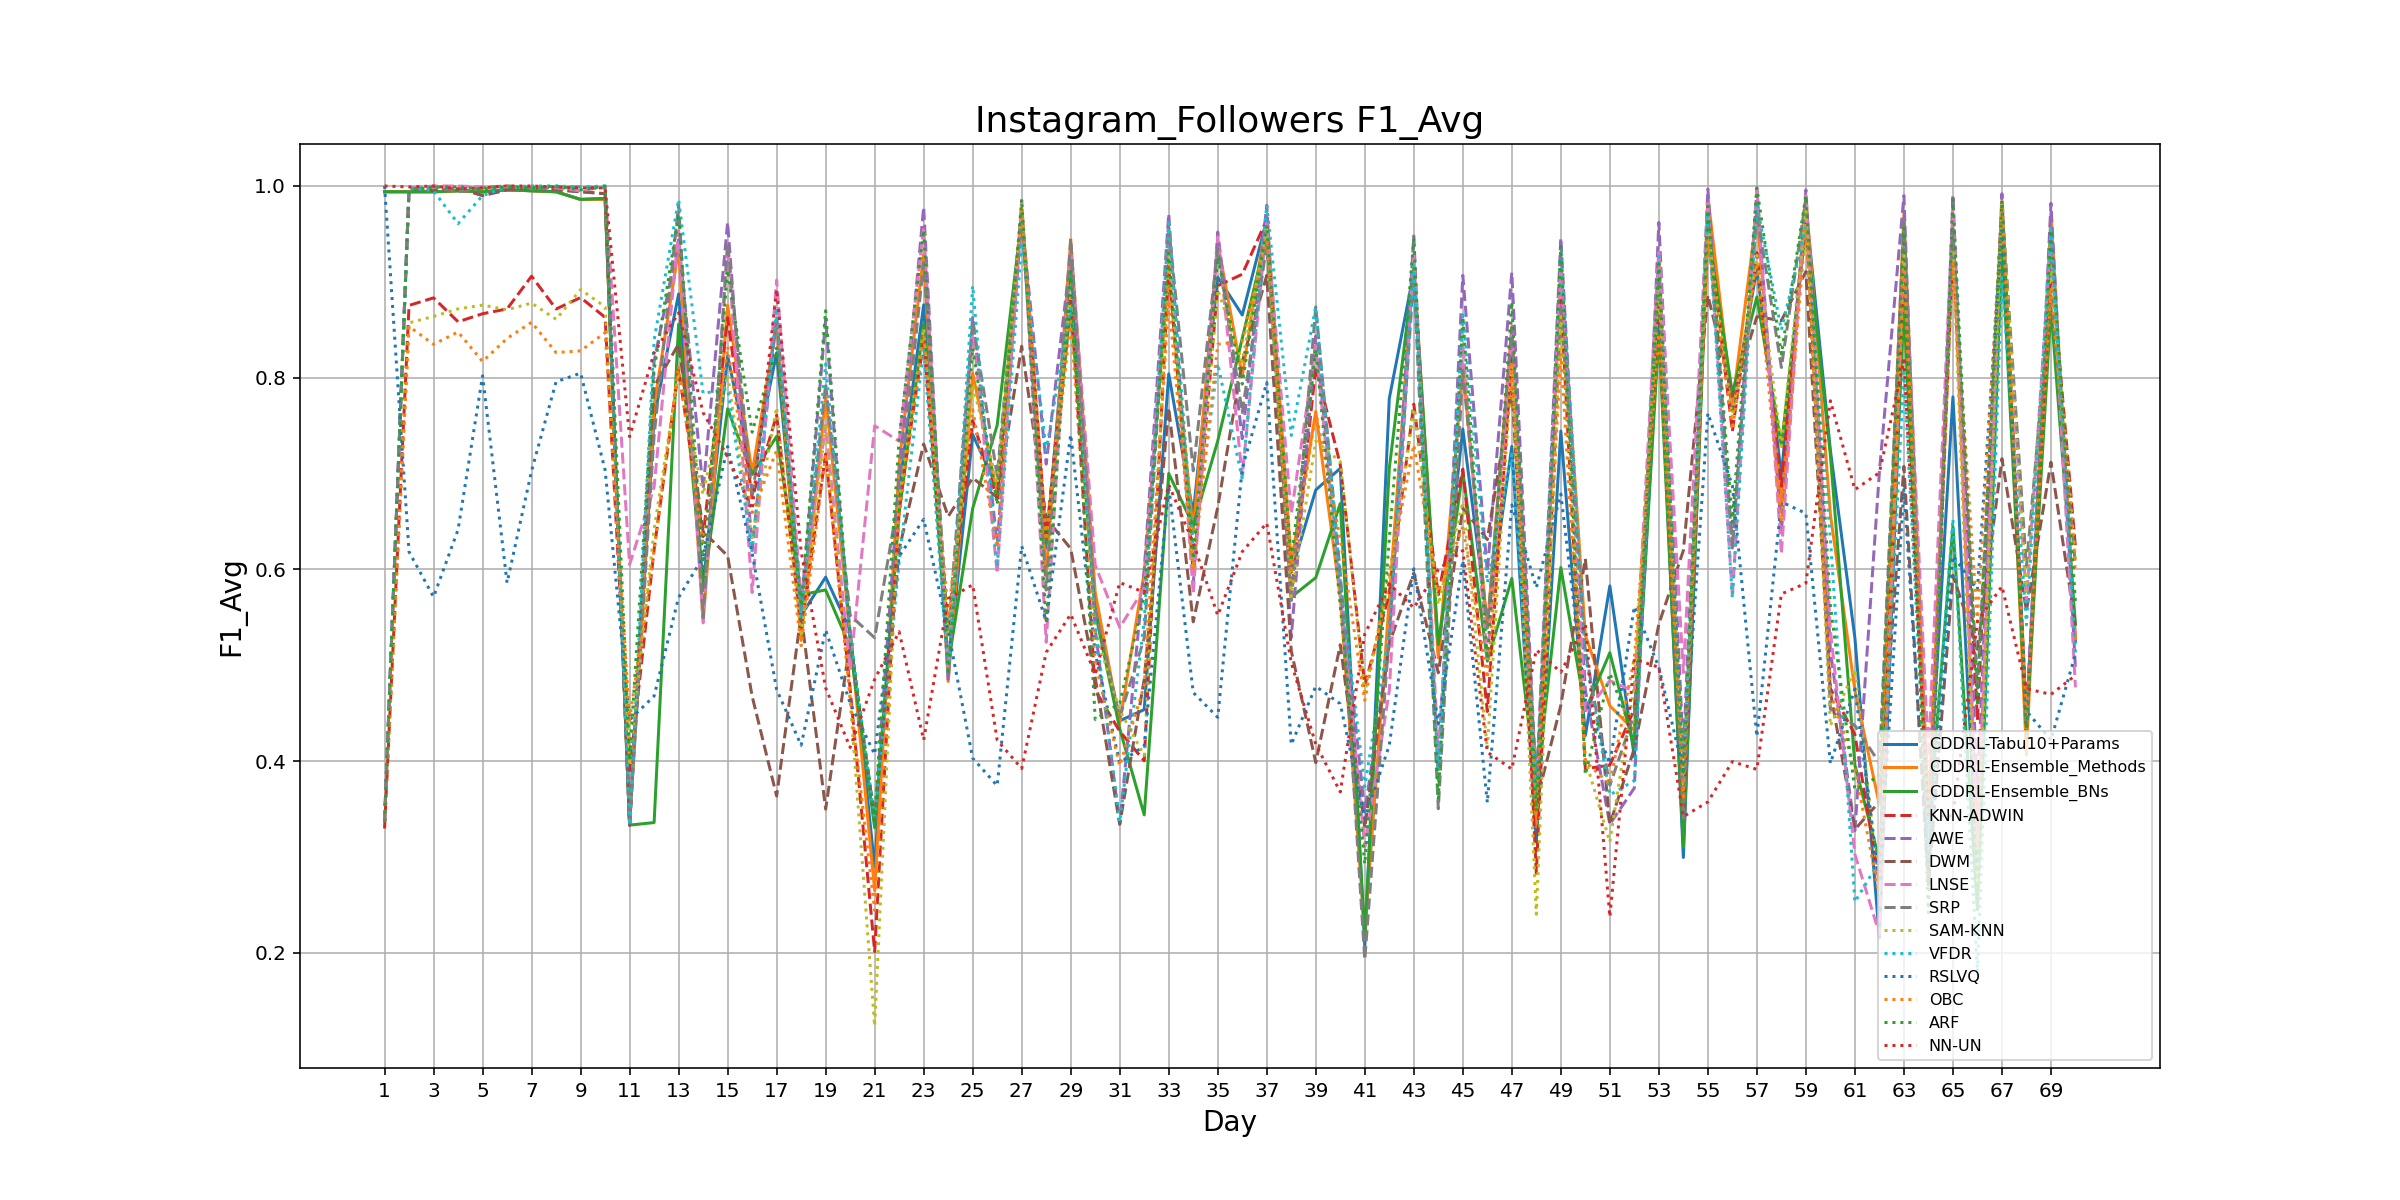 Instagram_Followers F1_Avg
F1_Avg
1.0
0.8
0.6
0.4
0.2
CDDRL-Tabu10+Params
CDDRL-Ensemble_Methods
CDDRL-Ensemble_BNs
KNN-ADWIN
AWE
DWM
LNSE
SRP
SAM-KNN
VFDR
RSLVQ
OBC
ARF
NN-UN
1 3 5 7 9 11 13 15 17 19 21 23 25 27 29 31 33 35 37 39 41 43 45 47 49 51 53 55 57 59 61 63 65 67 69
Day